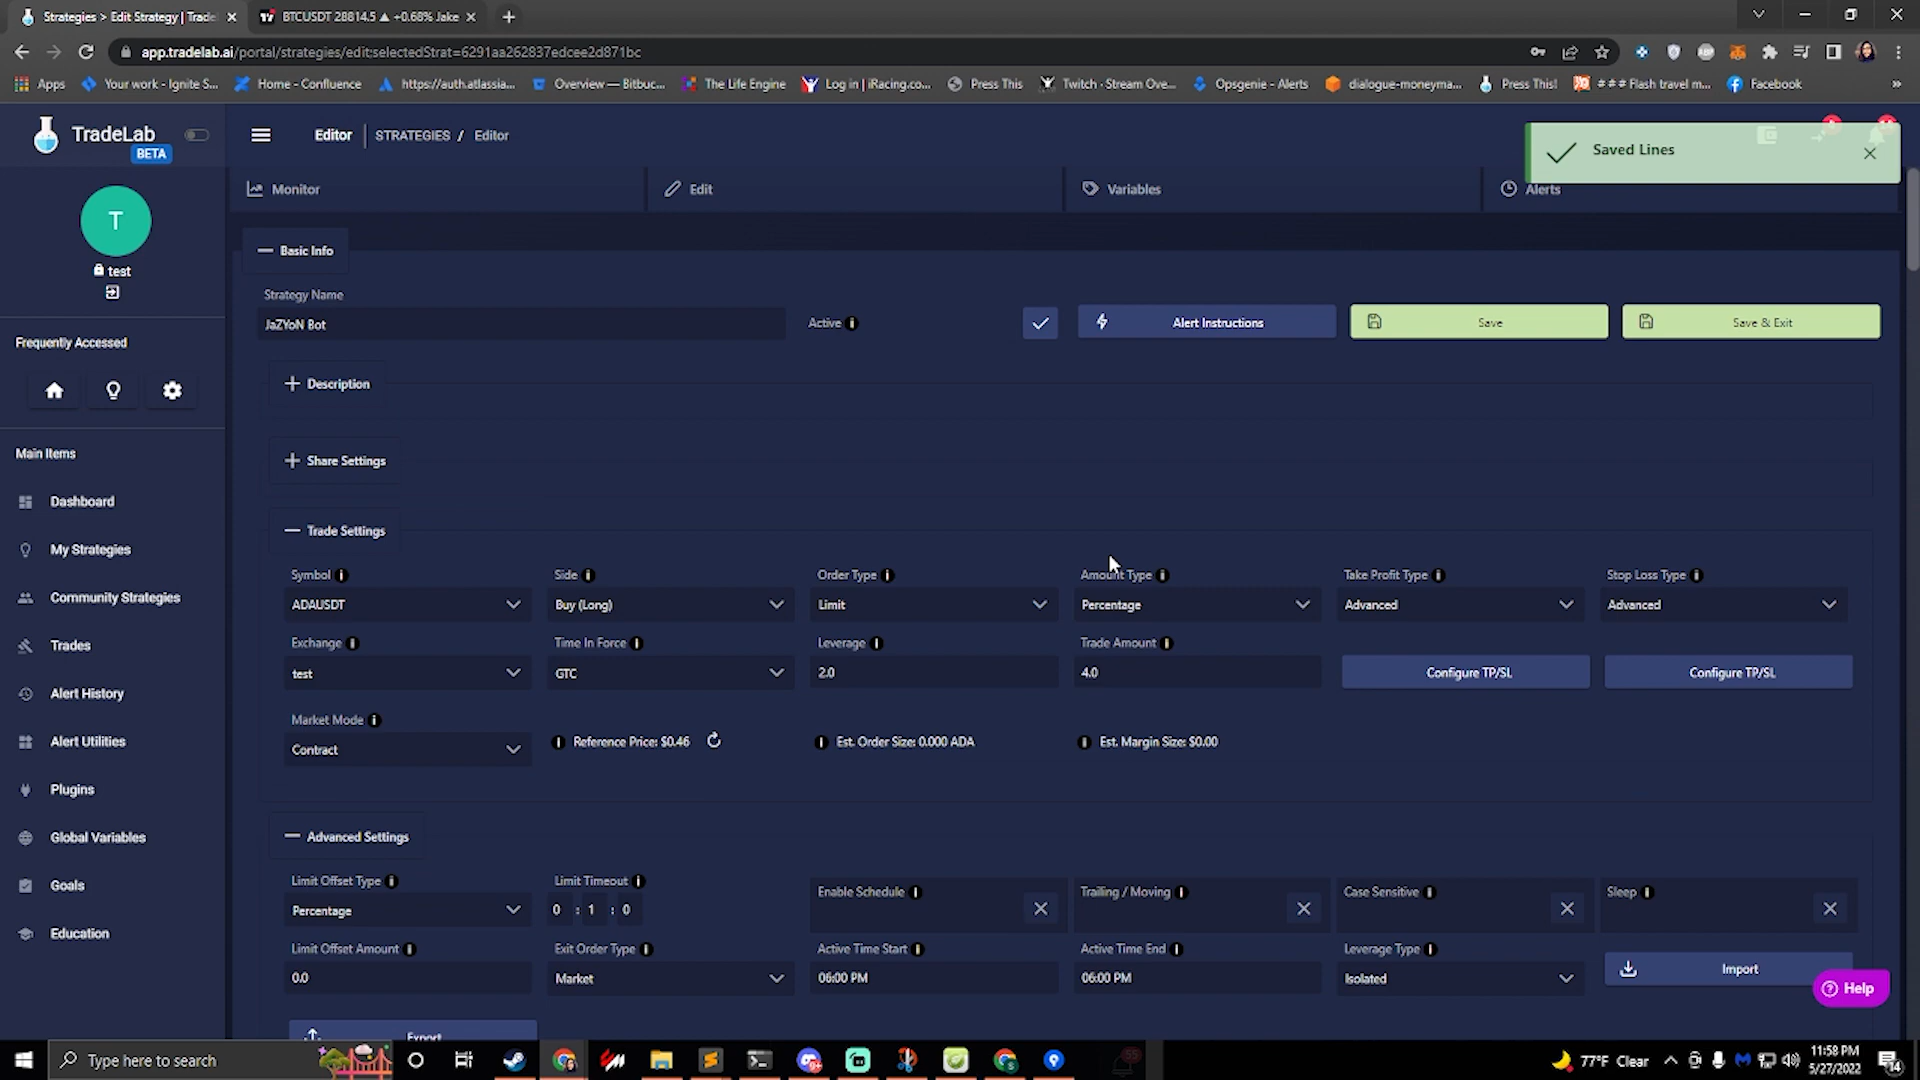 Strategies > Edit Strategy | Trade
BTCUSDT 28814.5 ▲ +0.68% Jake
app.tradelab.ai/portal/strategies/edit;selectedStrat=6291aa262837edcee2d871bc
Apps
Your work - Ignite S...
Home - Confluence
https://auth.atlassia...
Overview — Bitbuc...
The Life Engine
Log in | iRacing.co...
Press This
Twitch - Stream Ove...
Opsgenie - Alerts
dialogue-moneyma...
Press This!
# # # Flash travel m...
Facebook
»
TradeLab
BETA
Editor
STRATEGIES / Editor
Saved Lines
T
test
Monitor
Edit
Variables
Alerts
Frequently Accessed
Main Items
Dashboard
My Strategies
Community Strategies
Trades
Alert History
Alert Utilities
Plugins
Global Variables
Goals
Education
Basic Info
Strategy Name
JaZYoN Bot
Active
Alert Instructions
Save
Save & Exit
Description
Share Settings
Trade Settings
Symbol
Side
Order Type
Amount Type
Take Profit Type
Stop Loss Type
ADAUSDT
Buy (Long)
Limit
Percentage
Advanced
Advanced
Exchange
Time In Force
Leverage
Trade Amount
test
GTC
2.0
4.0
Configure TP/SL
Configure TP/SL
Market Mode
Contract
Reference Price: $0.46
Est. Order Size: 0.000 ADA
Est. Margin Size: $0.00
Advanced Settings
Limit Offset Type
Limit Timeout
Enable Schedule
Trailing / Moving
Case Sensitive
Sleep
Percentage
0 : 1 : 0
Limit Offset Amount
Exit Order Type
Active Time Start
Active Time End
Leverage Type
0.0
Market
06:00 PM
06:00 PM
Isolated
Import
Export
Help
Type here to search
77°F Clear
11:58 PM
5/27/2022
14